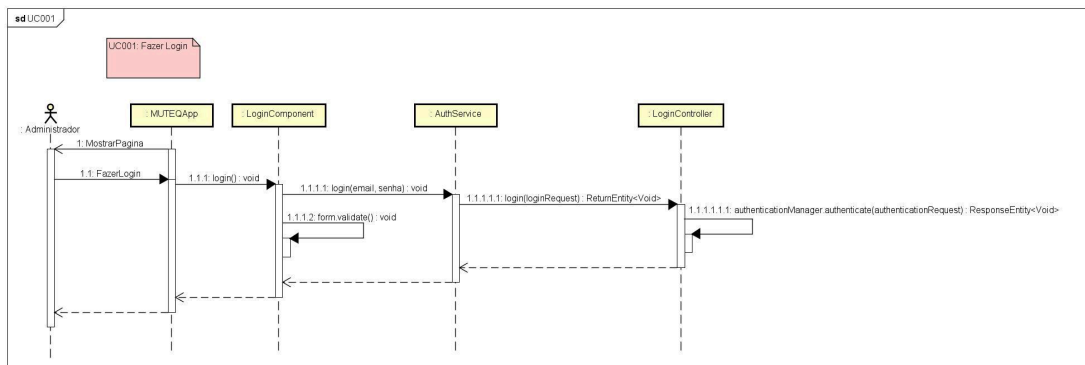 sd UC001
UC001: Fazer Login
: Administrador
: MUTEQApp
: LoginComponent
: AuthService
: LoginController
1: MostrarPagina
1.1: FazerLogin
1.1.1: login() : void
1.1.1.1: login(email, senha) : void
1.1.1.1.1: login(loginRequest) : ReturnEntity<Void>
1.1.1.1.1.1: authenticationManager.authenticate(authenticationRequest) : ResponseEntity<Void>
1.1.1.2: form.validate() : void